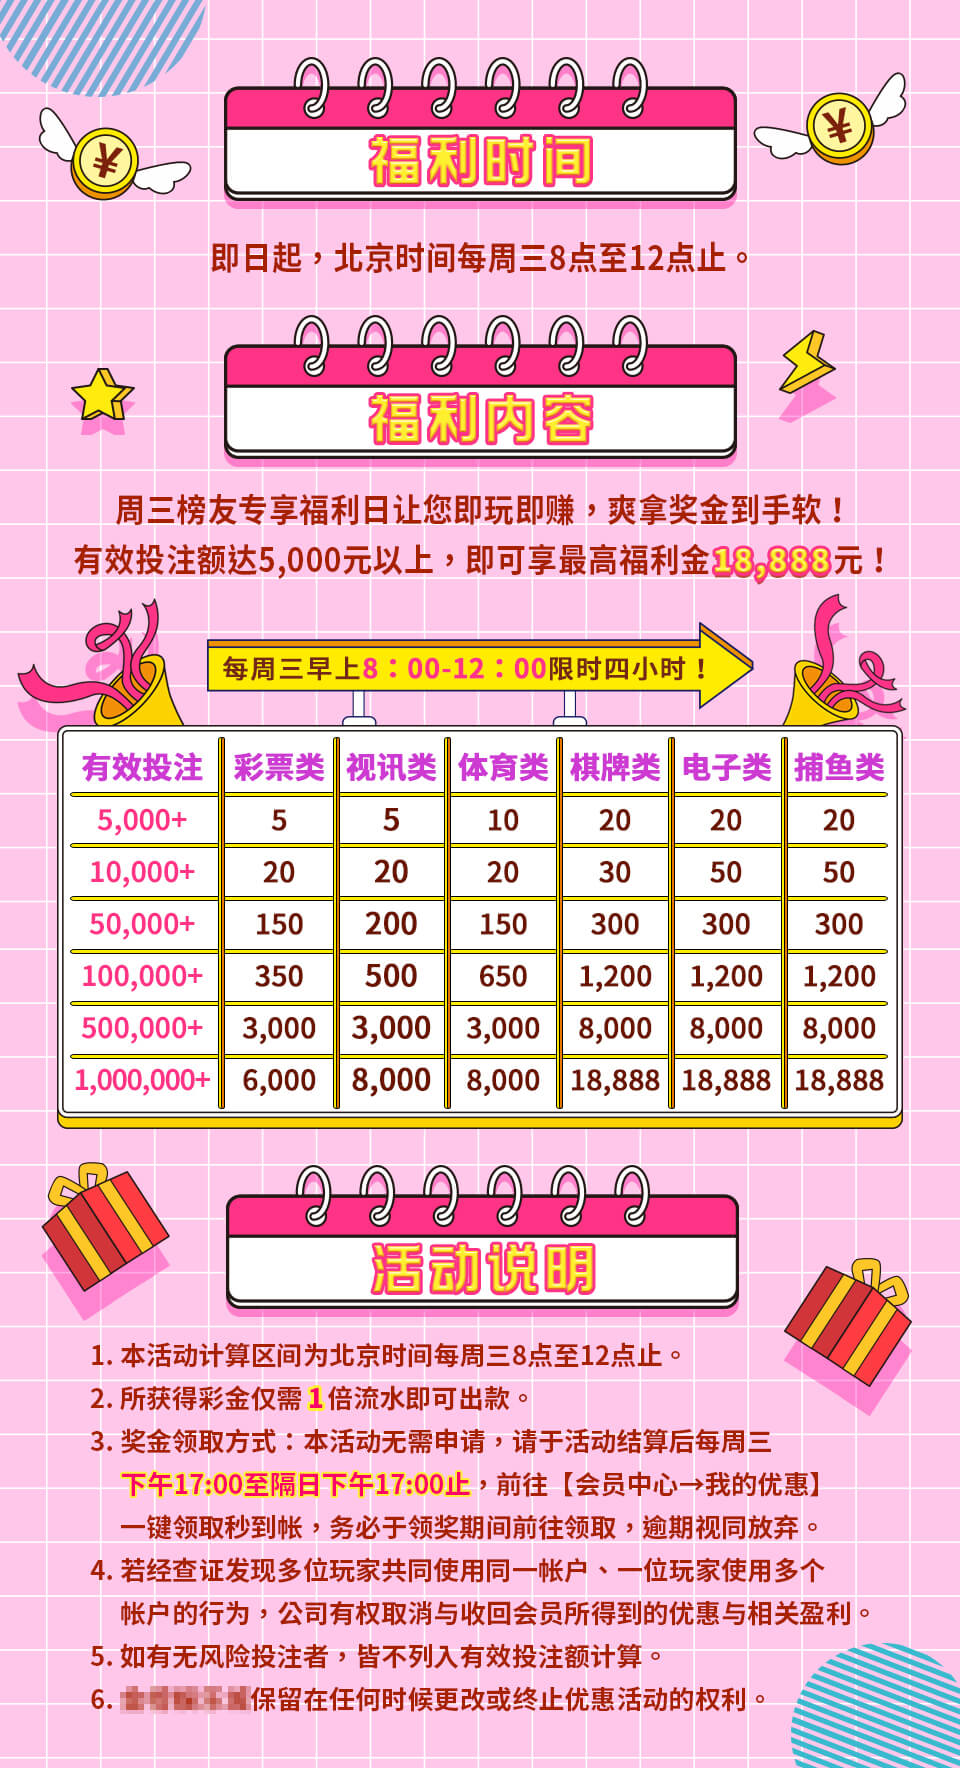 ¥
¥
福利时间
即日起，北京时间每周三8点至12点止。
福利内容
周三榜友专享福利日让您即玩即赚，爽拿奖金到手软！
有效投注额达5,000元以上，即可享最高福利金18,888元！
每周三早上8：00-12：00限时四小时！
有效投注 彩票类 视讯类 体育类 棋牌类 电子类 捕鱼类
5,000+ 5 5 10 20 20 20
10,000+ 20 20 20 30 50 50
50,000+ 150 200 150 300 300 300
100,000+ 350 500 650 1,200 1,200 1,200
500,000+ 3,000 3,000 3,000 8,000 8,000 8,000
1,000,000+ 6,000 8,000 8,000 18,888 18,888 18,888
活动说明
1. 本活动计算区间为北京时间每周三8点至12点止。
2. 所获得彩金仅需 1倍流水即可出款。
3. 奖金领取方式：本活动无需申请，请于活动结算后每周三
下午17:00至隔日下午17:00止，前往【会员中心→我的优惠】
一键领取秒到帐，务必于领奖期间前往领取，逾期视同放弃。
4. 若经查证发现多位玩家共同使用同一帐户、一位玩家使用多个
帐户的行为，公司有权取消与收回会员所得到的优惠与相关盈利。
5. 如有无风险投注者，皆不列入有效投注额计算。
6. 保留在任何时候更改或终止优惠活动的权利。